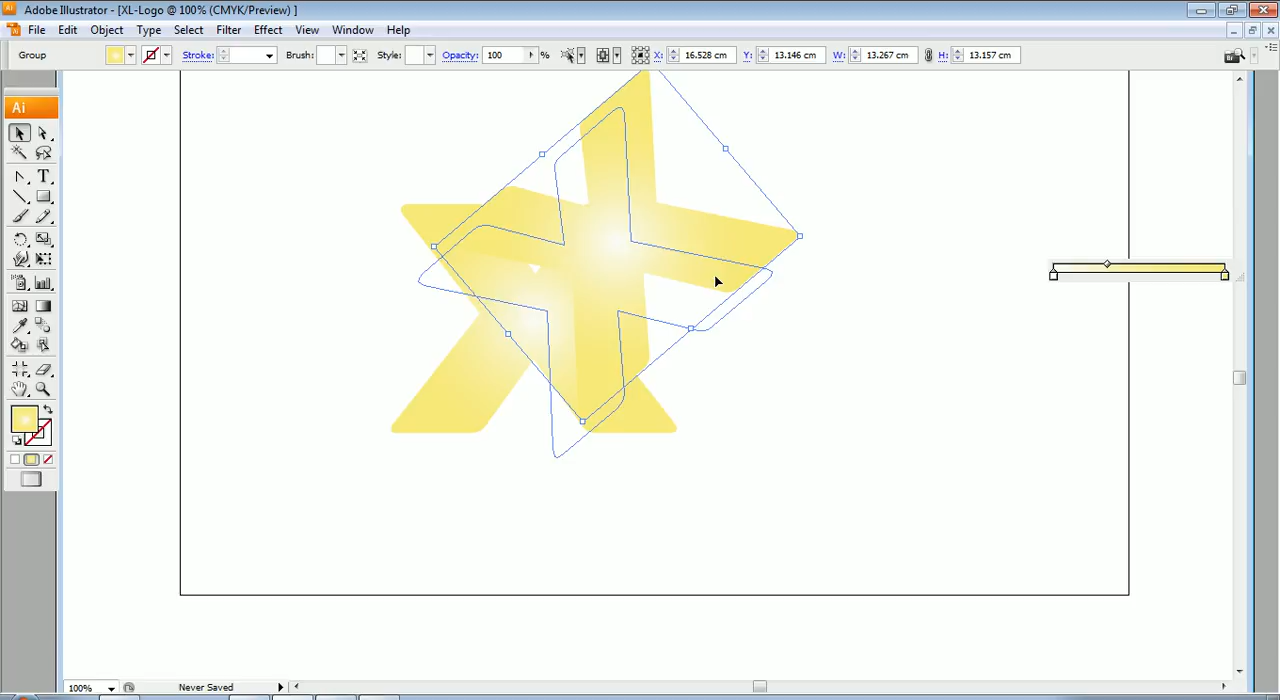 Adobe Illustrator - [XL-Logo @ 100% (CMYK/Preview) ]
File Edit Object Type Select Filter Effect View Window Help
Group Stroke: Brush: Style: Opacity: 100 % X: 16.528 cm Y: 13.146 cm W: 13.267 cm H: 13.157 cm
Ai
T
100% Never Saved